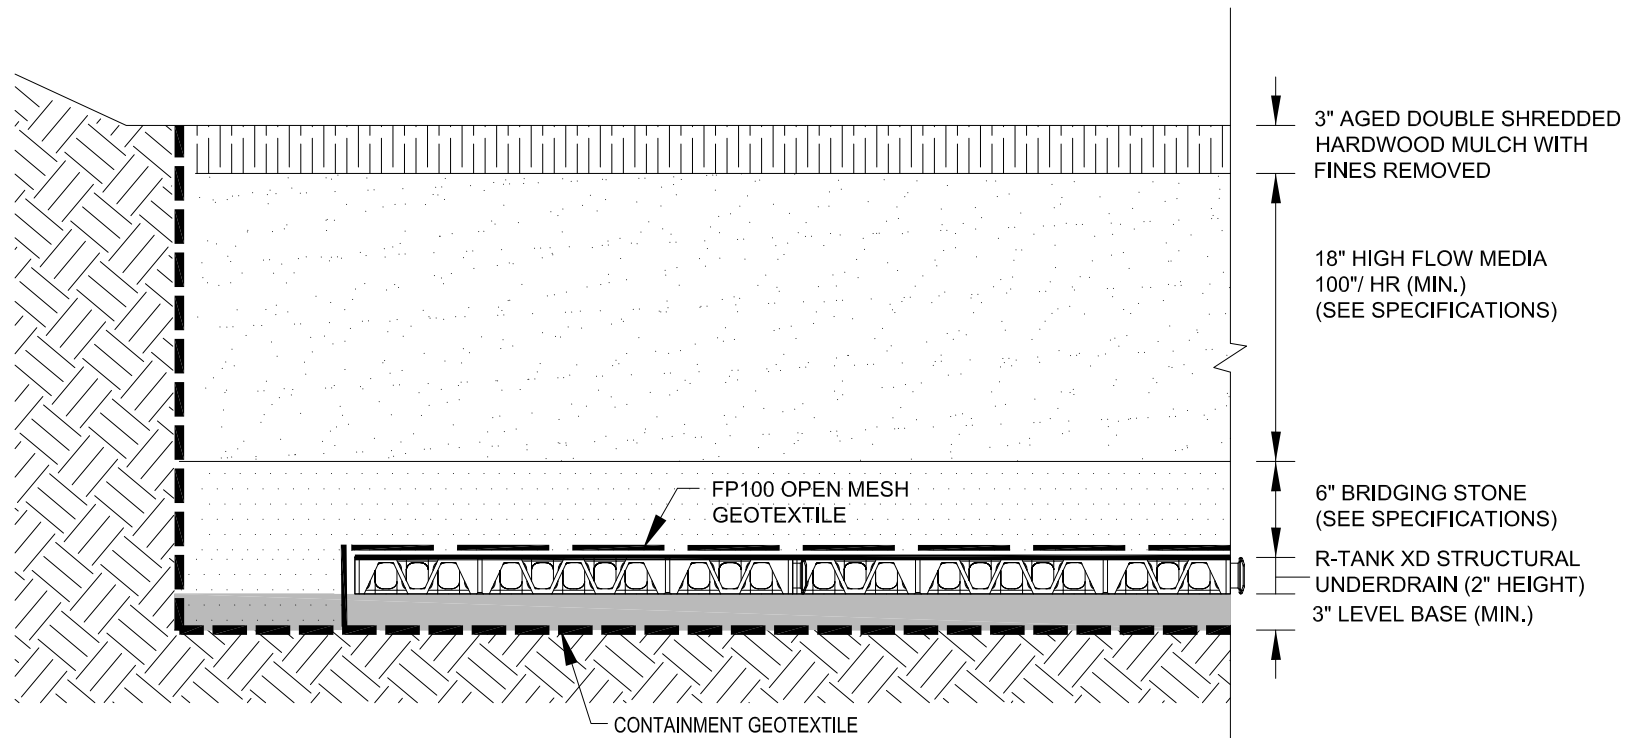 3" AGED DOUBLE SHREDDED
HARDWOOD MULCH WITH
FINES REMOVED
18" HIGH FLOW MEDIA
100"/ HR (MIN.)
(SEE SPECIFICATIONS)
FP100 OPEN MESH
GEOTEXTILE
6" BRIDGING STONE
(SEE SPECIFICATIONS)
R-TANK XD STRUCTURAL
UNDERDRAIN (2" HEIGHT)
3" LEVEL BASE (MIN.)
CONTAINMENT GEOTEXTILE